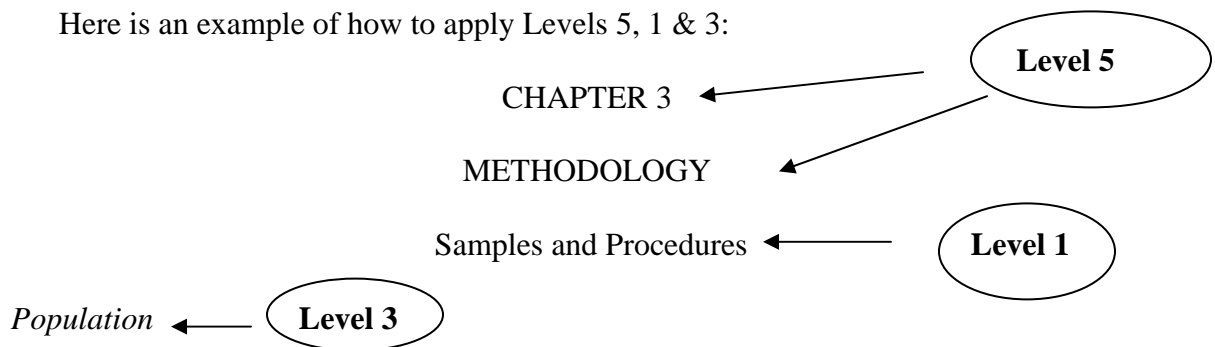 Here is an example of how to apply Levels 5, 1 & 3:
Level 5
CHAPTER 3
METHODOLOGY
Samples and Procedures
Level 1
Population
Level 3